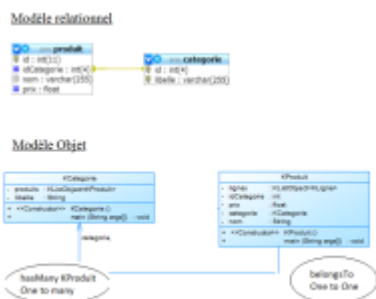 Modèle relationnel
produit
id : int(11)
idCategorie : int(4)
nom : varchar(255)
prix : float
categorie
id : int(4)
libelle : varchar(255)
Modèle Objet
KCategorie
- produits
- libelle : String
+ <<Constructor>> KCategorie()
+ main (String args[]) : void
KProduit
- lignes
- idCategorie : int
- prix : float
- categorie : KCategorie
- nom : String
+ <<Constructor>> KProduit()
+ main (String args[]) : void
categorie
hasMany KProduit
One to many
belongsTo
One to One